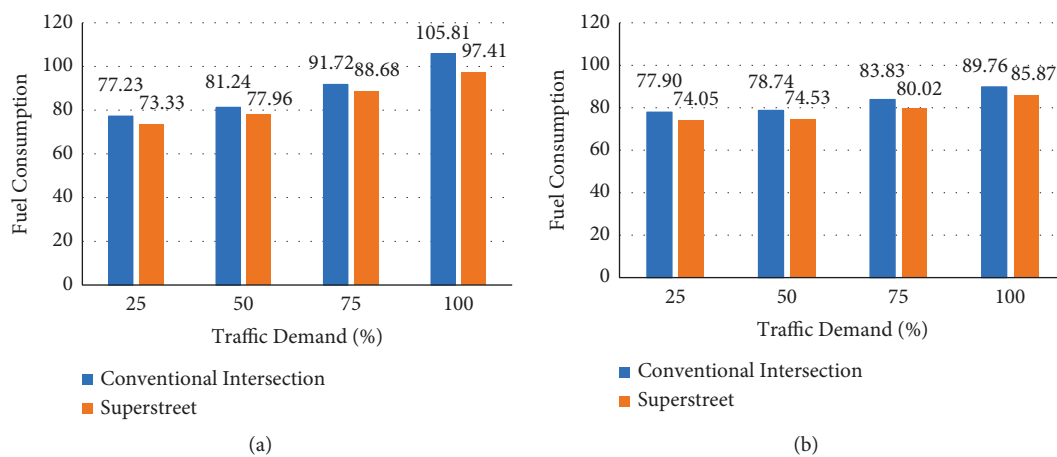 120
100
80
60
40
20
0
Fuel Consumption
77.23
73.33
81.24
77.96
91.72
88.68
105.81
97.41
25 50 75 100
Traffic Demand (%)
Conventional Intersection
Superstreet
(a)
120
100
80
60
40
20
0
Fuel Consumption
77.90
74.05
78.74
74.53
83.83
80.02
89.76
85.87
25 50 75 100
Traffic Demand (%)
Conventional Intersection
Superstreet
(b)